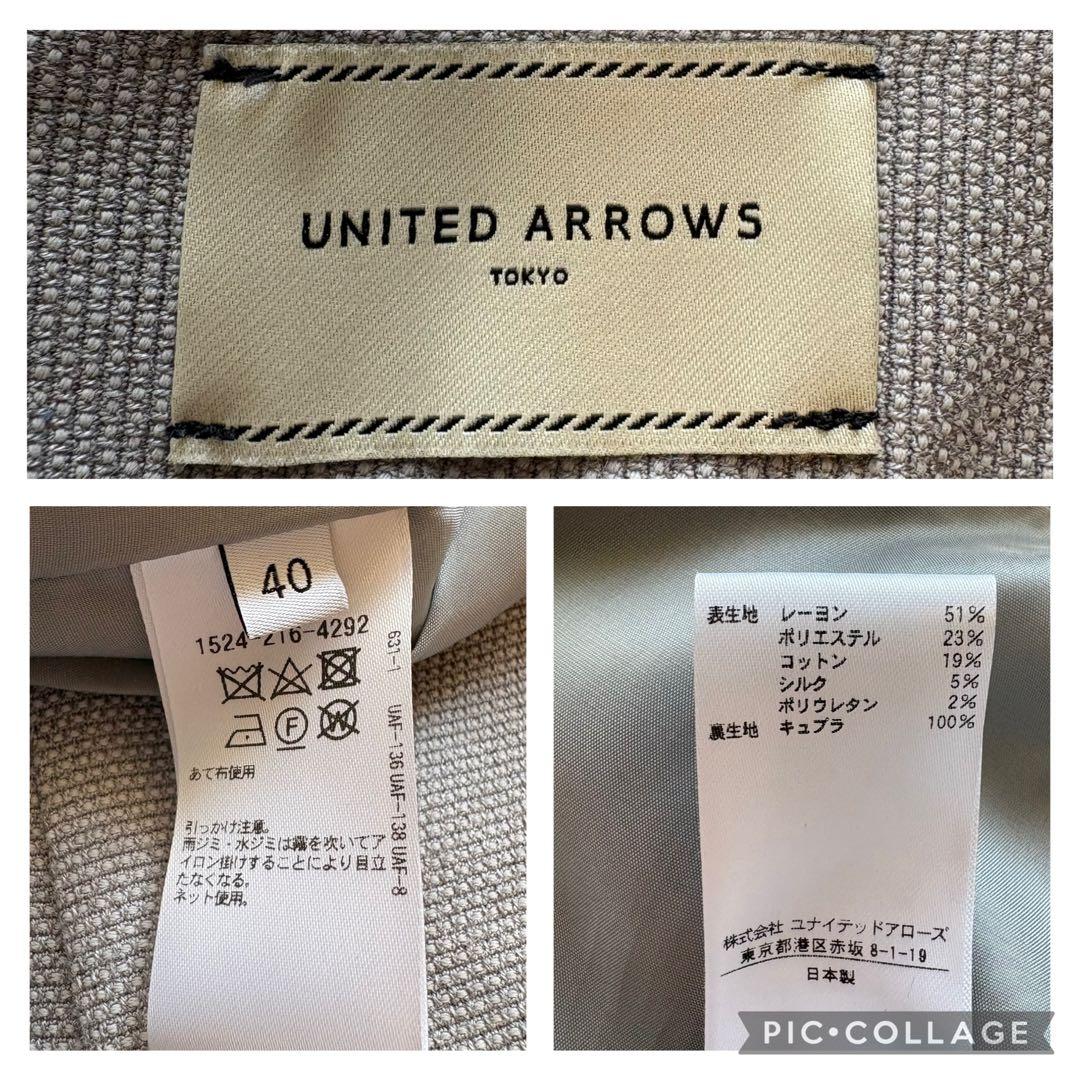 UNITED ARROWS
TOKYO
40
1524-216-4292
631-1 UAF-136 UAF-138 UAF-8
F
W
あて布使用
引っかけ注意。
雨ジミ・水ジミは霧を吹いてア
イロン掛けすることにより目立
たなくなる。
ネット使用。
表生地 レーヨン 51%
ポリエステル 23%
コットン 19%
シルク 5%
ポリウレタン 2%
裏生地 キュプラ 100%
株式会社 ユナイテッドアローズ
東京都港区赤坂 8-1-19
日本製
PIC•COLLAGE